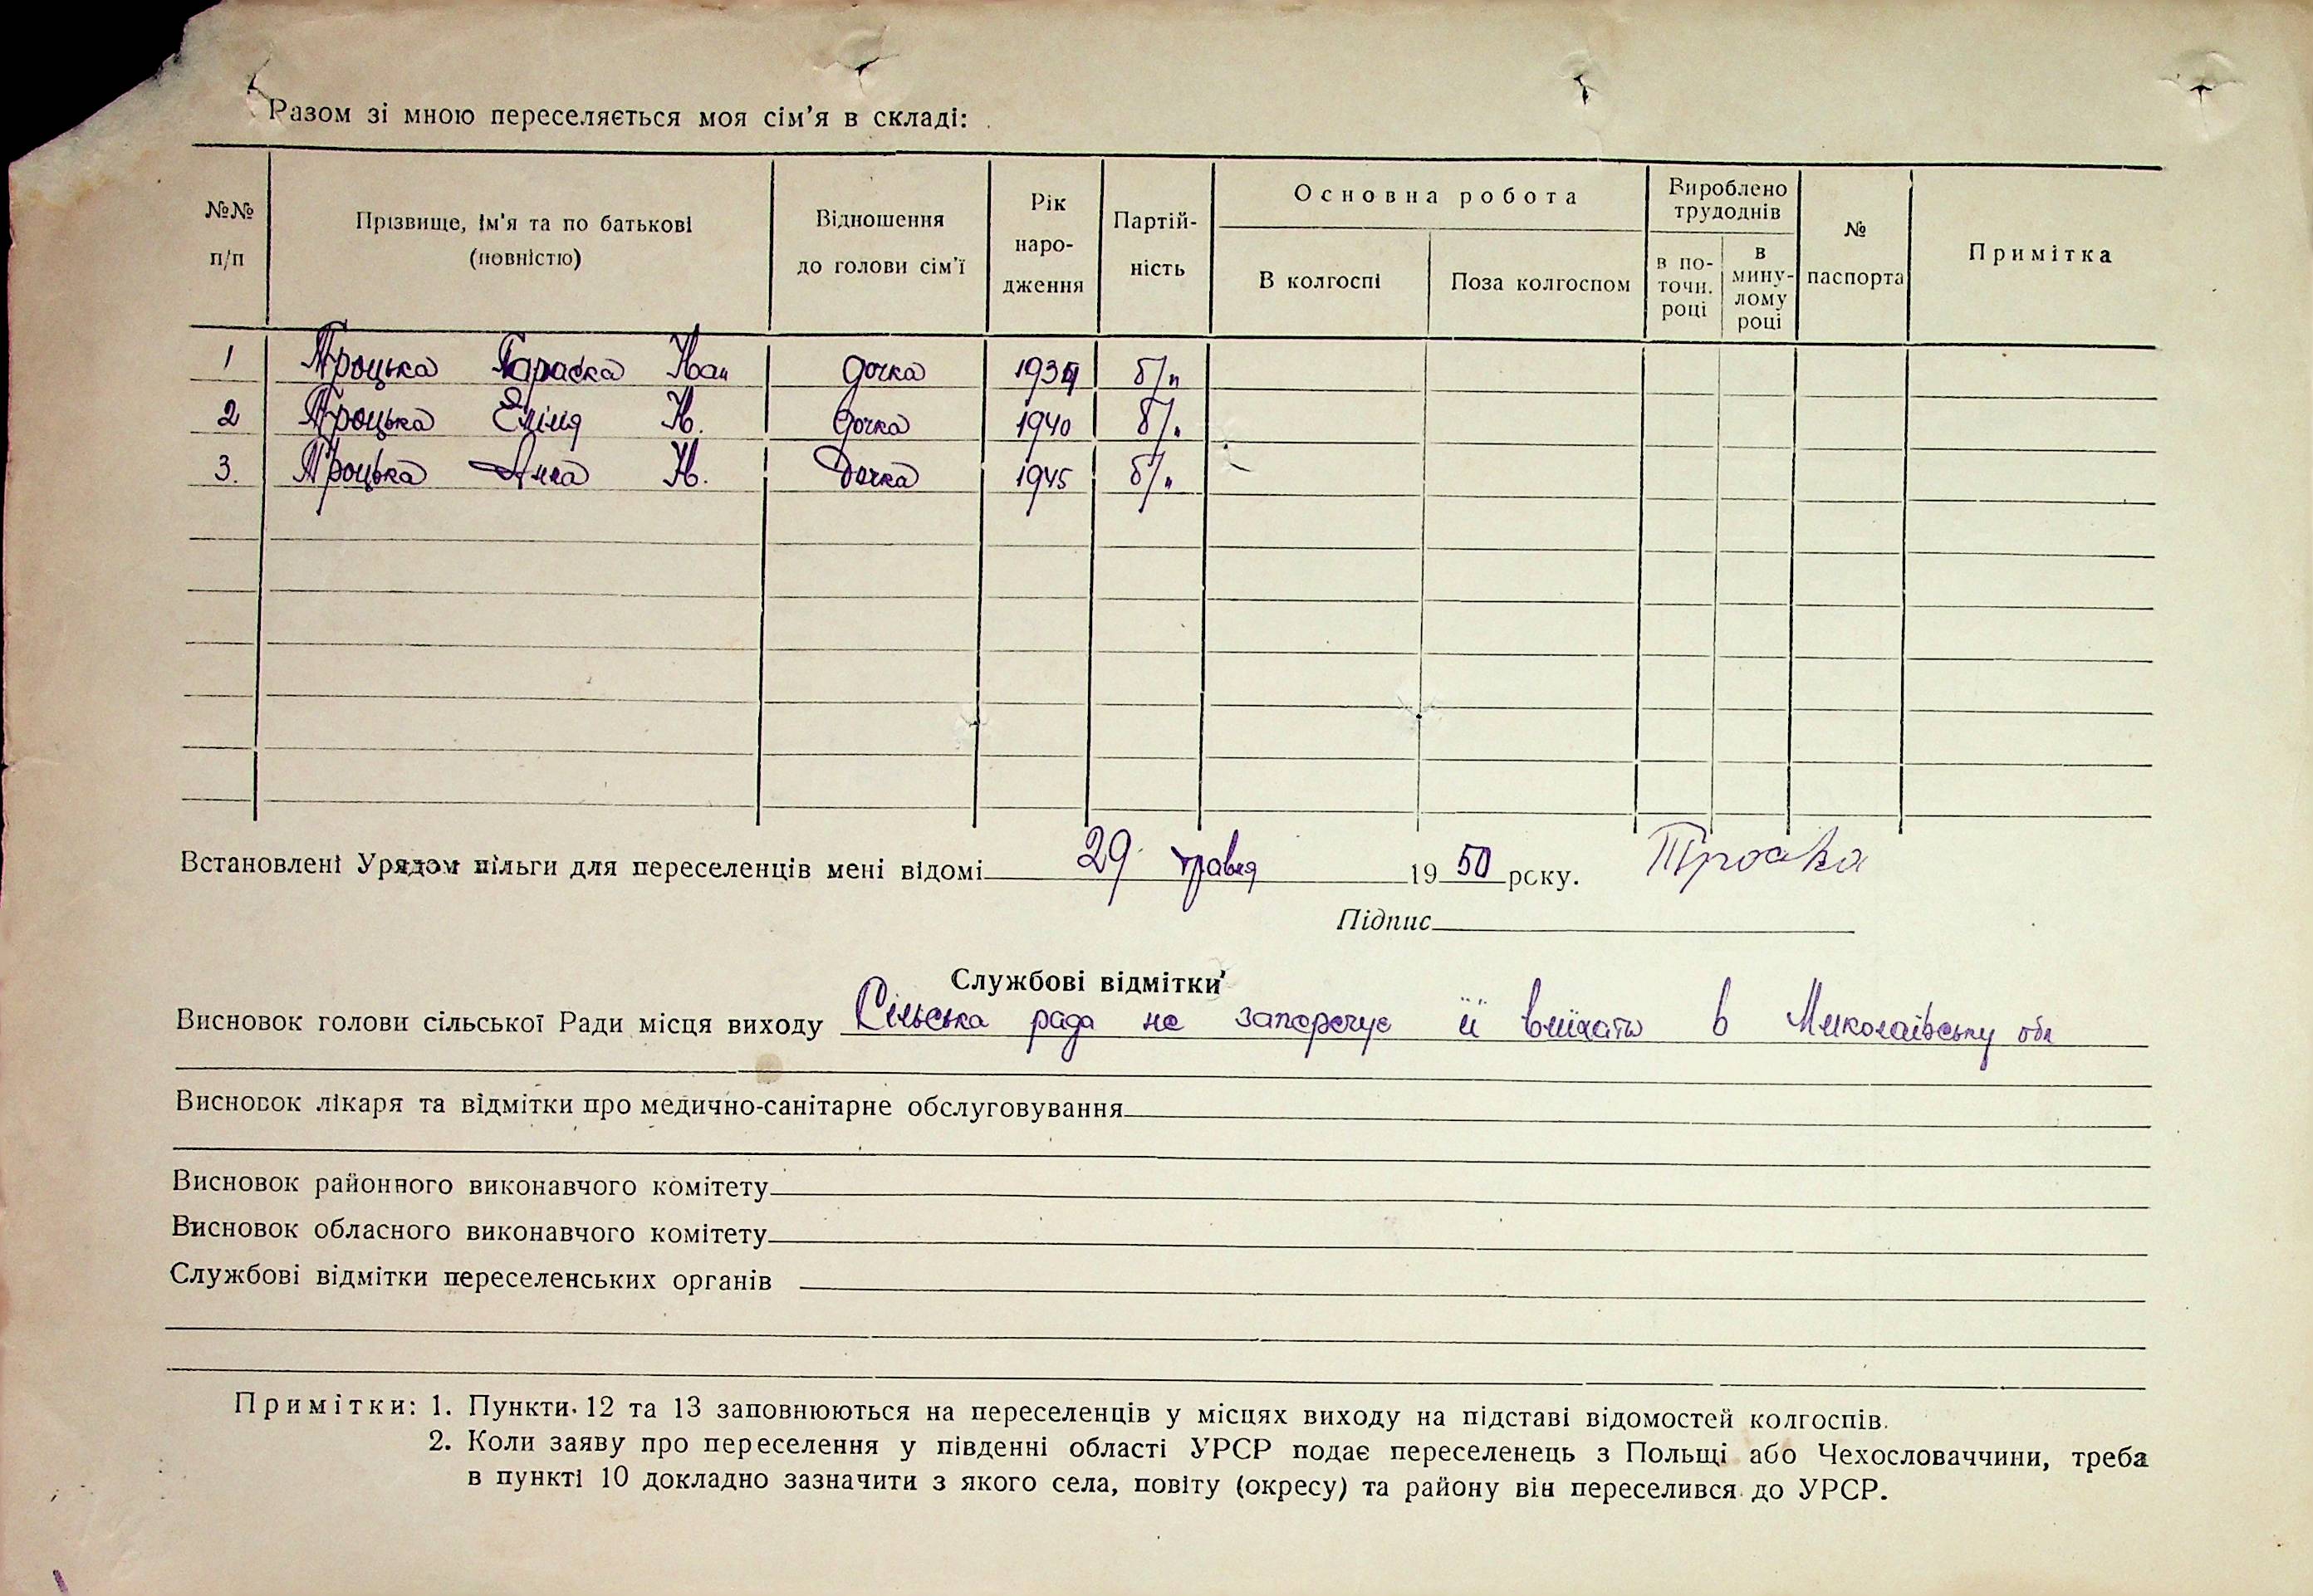 Разом зі мною переселяється моя сім'я в складі:
№№ п/п
Прізвище, ім'я та по батькові (повністю)
Відношення до голови сім'ї
Рік народження
Партійність
Основна робота
В колгоспі
Поза колгоспом
Вироблено трудоднів
в поточн. році
в минулому році
№ паспорта
Примітка
1 Троцька Параска Іван дочка 1934 б/п
2 Троцька Емілія І. дочка 1940 б/п
3. Троцька Анна І. дочка 1945 б/п
Встановлені Урядом пільги для переселенців мені відомі 29 травня 1950 року. Троцка
Підпис
Службові відмітки
Висновок голови сільської Ради місця виходу Сільська рада не заперечує її виїхати в Миколаївську обл
Висновок лікаря та відмітки про медично-санітарне обслуговування
Висновок районного виконавчого комітету
Висновок обласного виконавчого комітету
Службові відмітки переселенських органів
Примітки: 1. Пункти 12 та 13 заповнюються на переселенців у місцях виходу на підставі відомостей колгоспів.
2. Коли заяву про переселення у південні області УРСР подає переселенець з Польщі або Чехословаччини, треба
в пункті 10 докладно зазначити з якого села, повіту (окресу) та району він переселився до УРСР.